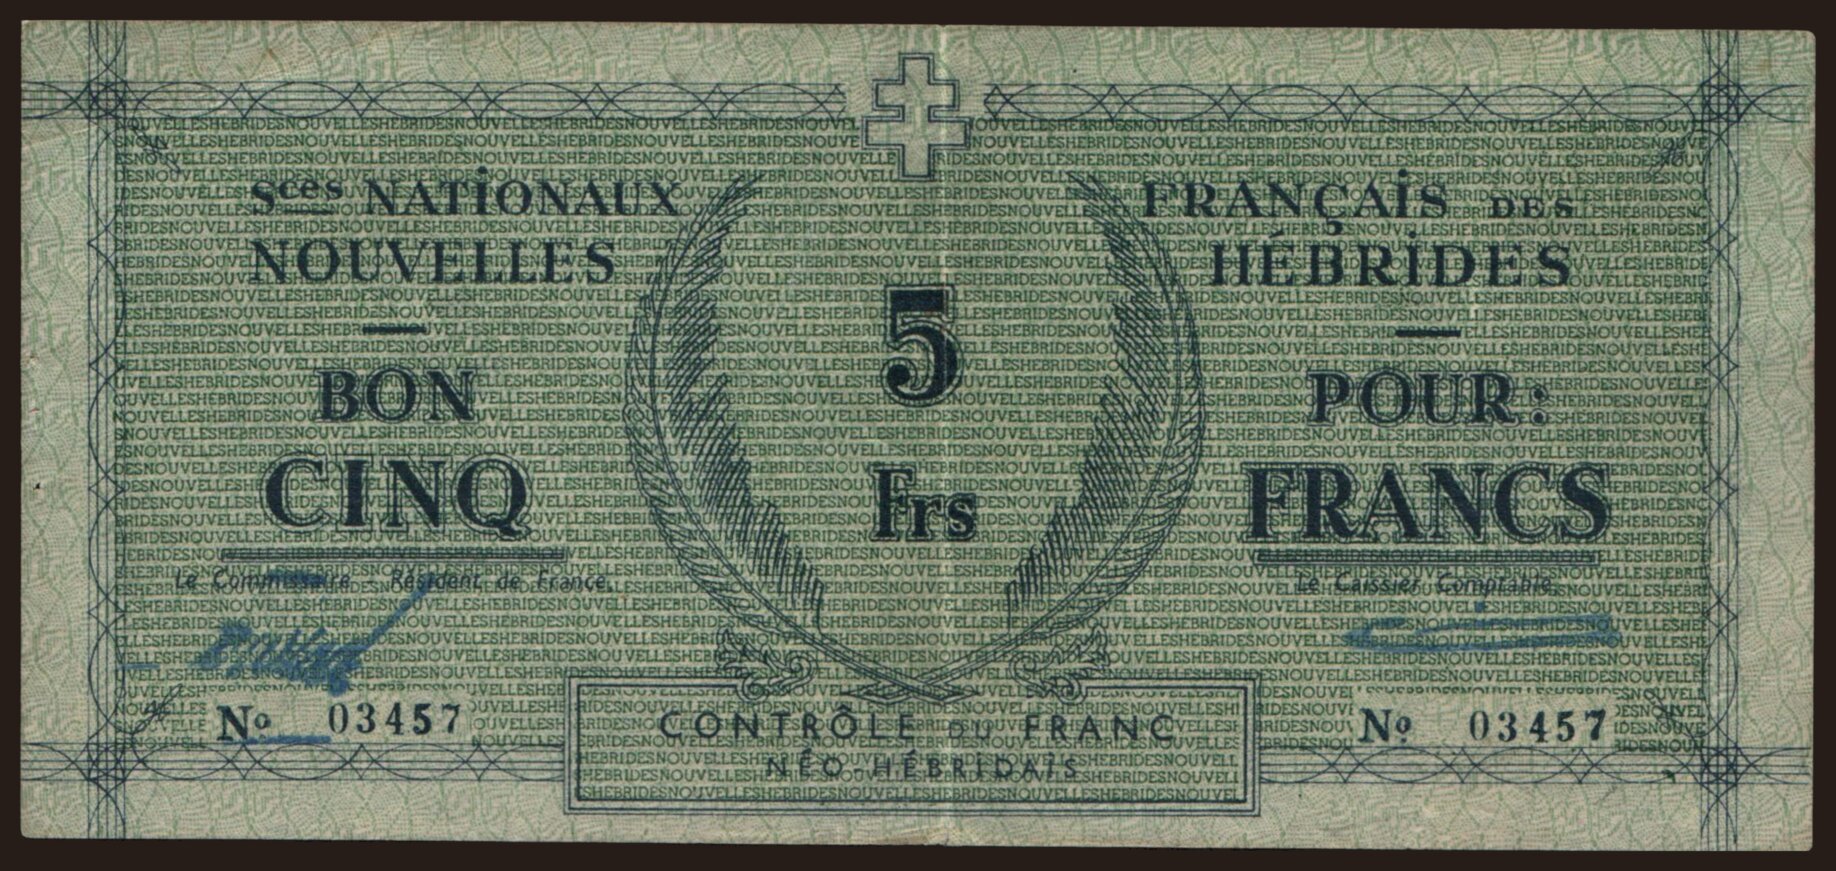 Sces NATIONAUX FRANÇAIS DES
NOUVELLES HÉBRIDES
BON POUR:
5
CINQ Frs FRANCS
Le Commissaire - Résident de France. Le Caissier Comptable
No 03457 No 03457
CONTRÔLE DU FRANC
NÉO-HÉBRIDAIS